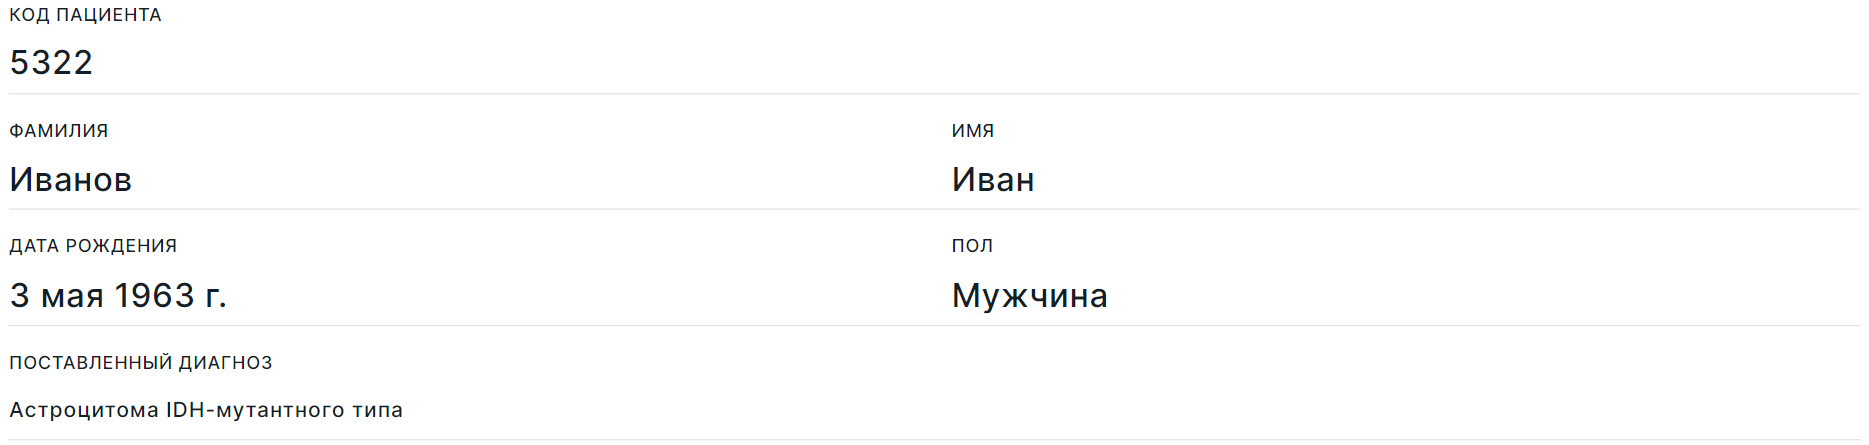 КОД ПАЦИЕНТА
5322
ФАМИЛИЯ
ИМЯ
Иванов
Иван
ДАТА РОЖДЕНИЯ
ПОЛ
3 мая 1963 г.
Мужчина
ПОСТАВЛЕННЫЙ ДИАГНОЗ
Астроцитома IDH-мутантного типа